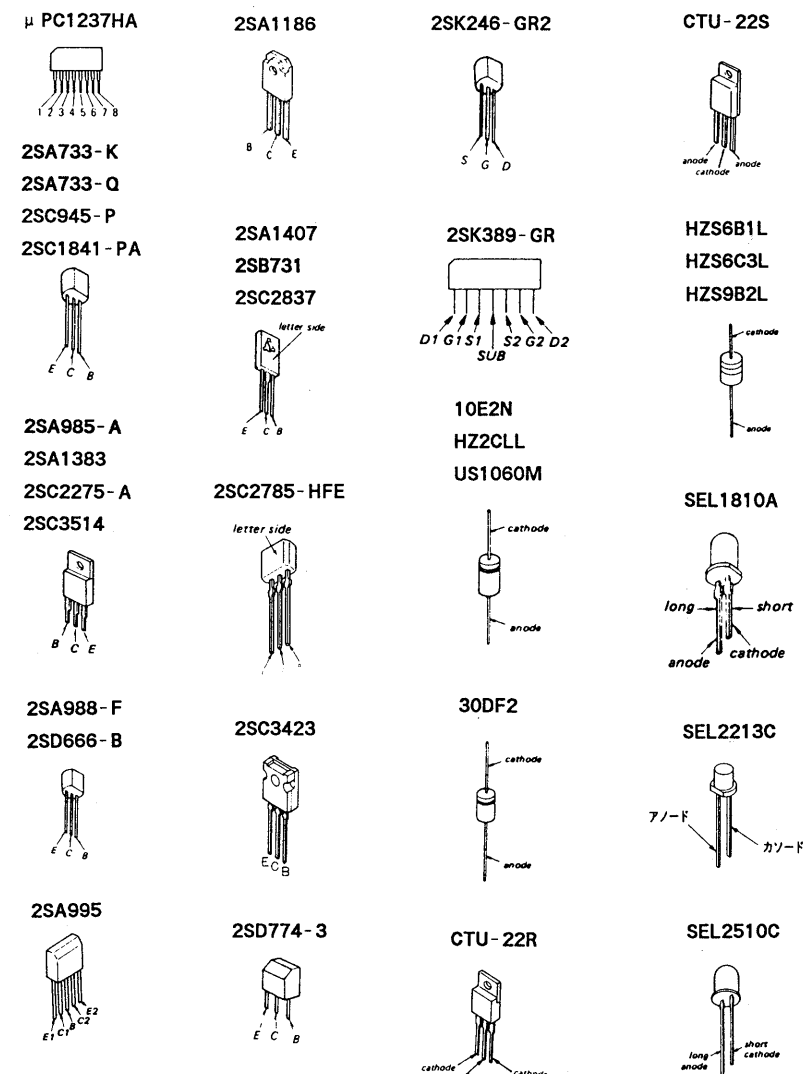 μ PC1237HA
1 2 3 4 5 6 7 8
2SA733-K
2SA733-Q
2SC945-P
2SC1841-PA
E C B
2SA985-A
2SA1383
2SC2275-A
2SC3514
B C E
2SA988-F
2SD666-B
E C B
2SA995
E1 C1 B C2 E2
2SA1186
B C E
2SA1407
2SB731
2SC2837
letter side
E C B
2SC2785-HFE
letter side
2SC3423
E C B
2SD774-3
E C B
2SK246-GR2
S G D
2SK389-GR
D1 G1 S1 SUB S2 G2 D2
10E2N
HZ2CLL
US1060M
cathode
anode
30DF2
cathode
anode
CTU-22R
cathode
cathode
CTU-22S
anode
cathode
anode
HZS6B1L
HZS6C3L
HZS9B2L
cathode
anode
SEL1810A
long
short
anode
cathode
SEL2213C
アノード
カソード
SEL2510C
long
anode
short
cathode